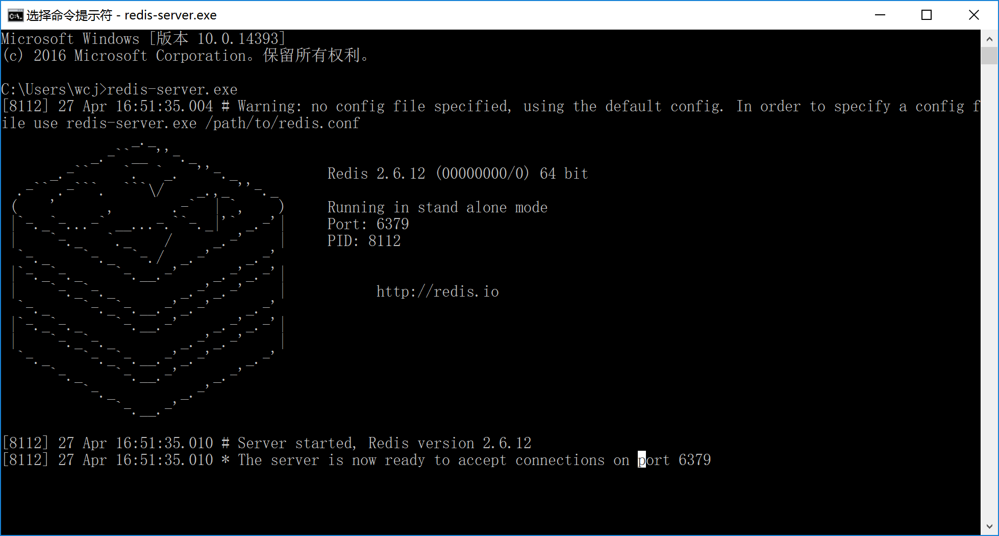 选择命令提示符 - redis-server.exe
Microsoft Windows [版本 10.0.14393]
(c) 2016 Microsoft Corporation。保留所有权利。
C:\Users\wcj>redis-server.exe
[8112] 27 Apr 16:51:35.004 # Warning: no config file specified, using the default config. In order to specify a config f
ile use redis-server.exe /path/to/redis.conf
Redis 2.6.12 (00000000/0) 64 bit
Running in stand alone mode
Port: 6379
PID: 8112
http://redis.io
[8112] 27 Apr 16:51:35.010 # Server started, Redis version 2.6.12
[8112] 27 Apr 16:51:35.010 * The server is now ready to accept connections on port 6379